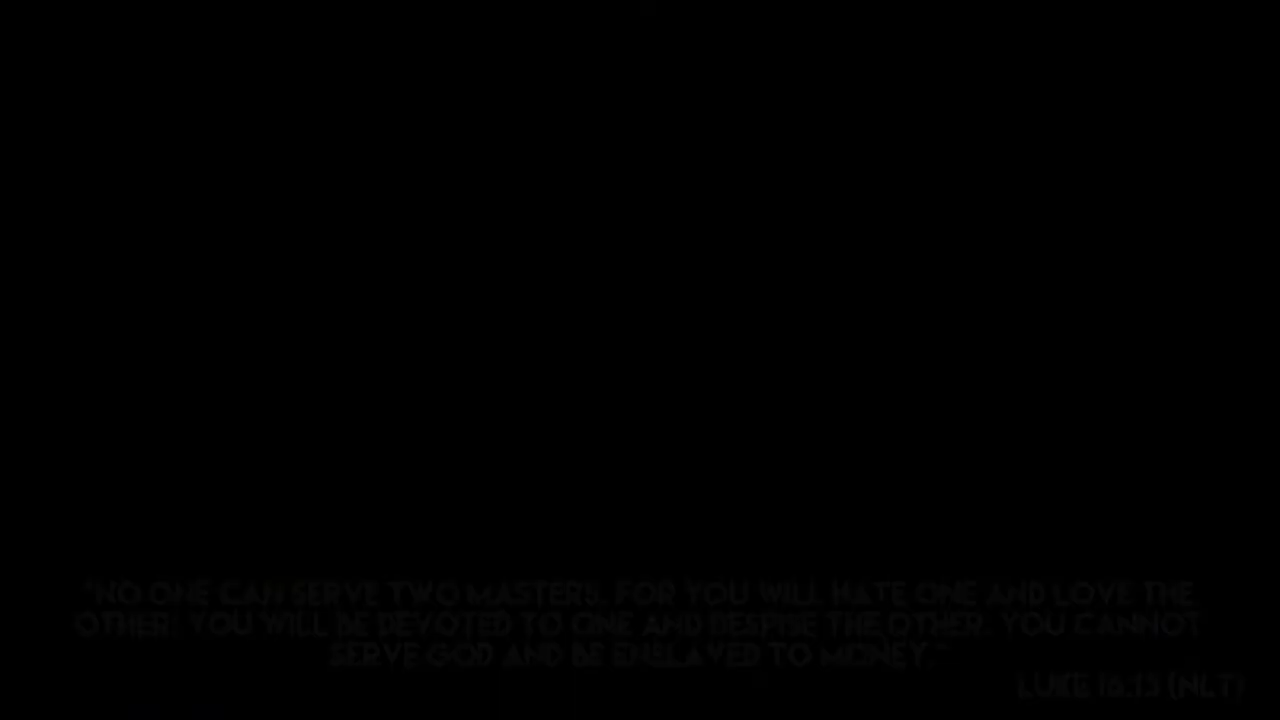 "NO ONE CAN SERVE TWO MASTERS. FOR YOU WILL HATE ONE AND LOVE THE
OTHER; YOU WILL BE DEVOTED TO ONE AND DESPISE THE OTHER. YOU CANNOT
SERVE GOD AND BE ENSLAVED TO MONEY."
LUKE 16:13 (NLT)